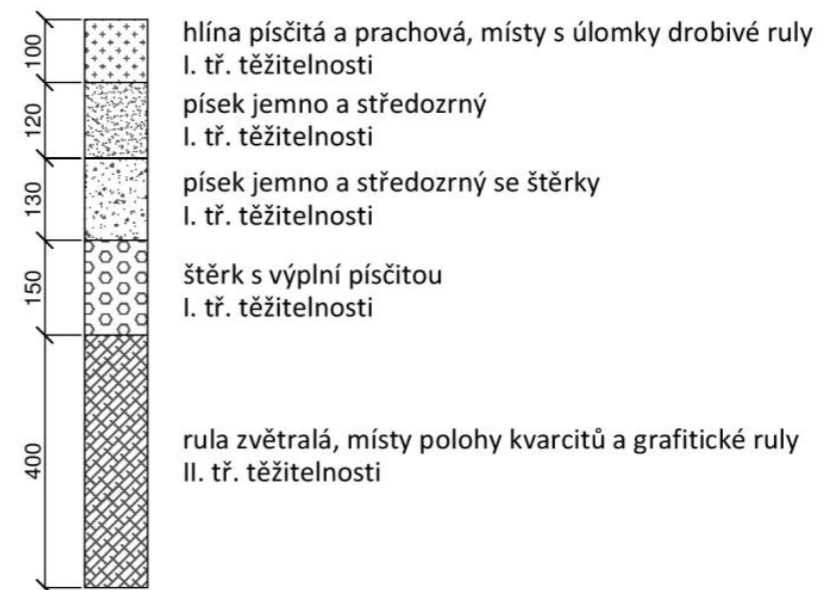 100
hlína písčitá a prachová, místy s úlomky drobivé ruly
I. tř. těžitelnosti
120
písek jemno a středozrný
I. tř. těžitelnosti
130
písek jemno a středozrný se štěrky
I. tř. těžitelnosti
150
štěrk s výplní písčitou
I. tř. těžitelnosti
400
rula zvětralá, místy polohy kvarcitů a grafitické ruly
II. tř. těžitelnosti